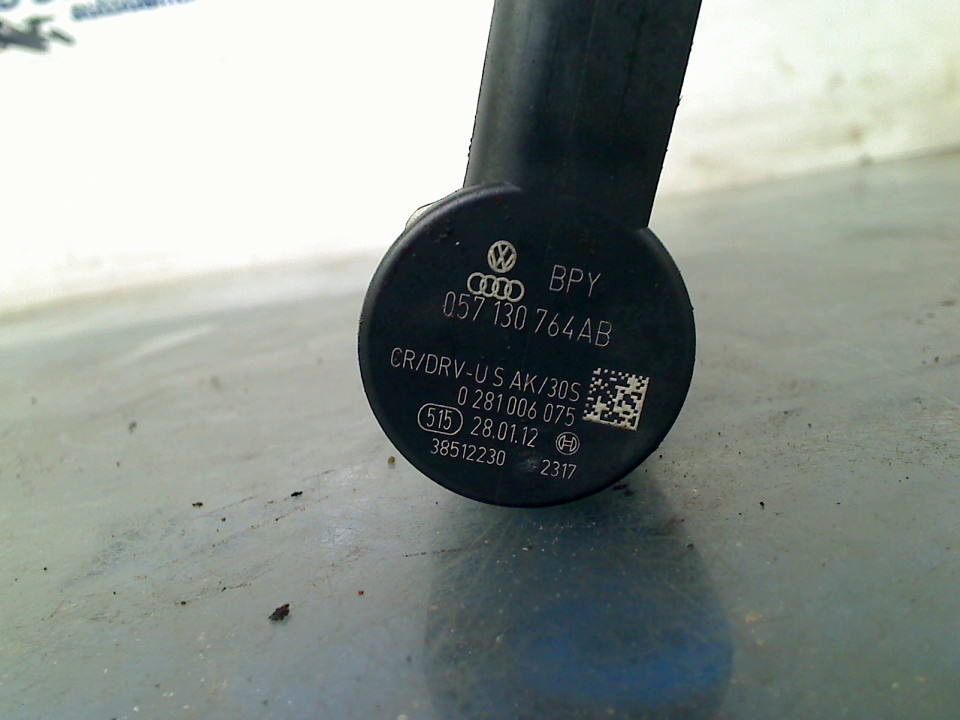 BPY
057 130 764AB
CR/DRV-U S AK/30S
0 281 006 075
515 28.01.12
38512230 2317